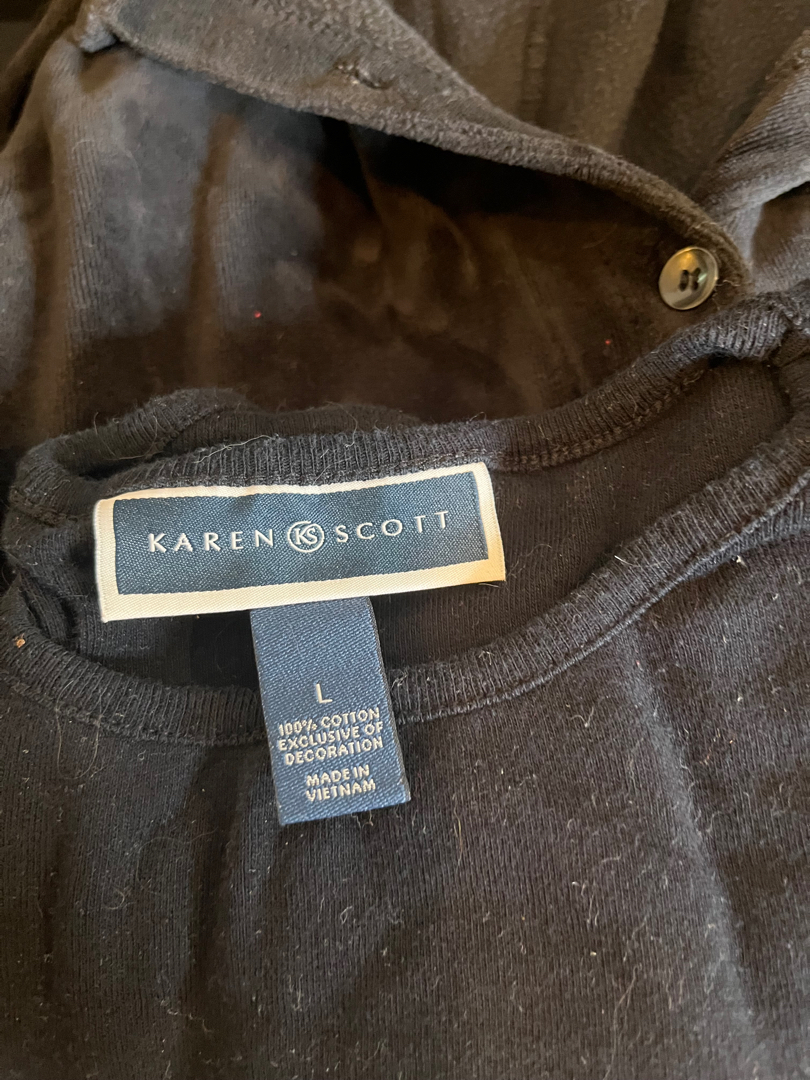 KAREN KS SCOTT
L
100% COTTON
EXCLUSIVE OF
DECORATION
MADE IN
VIETNAM